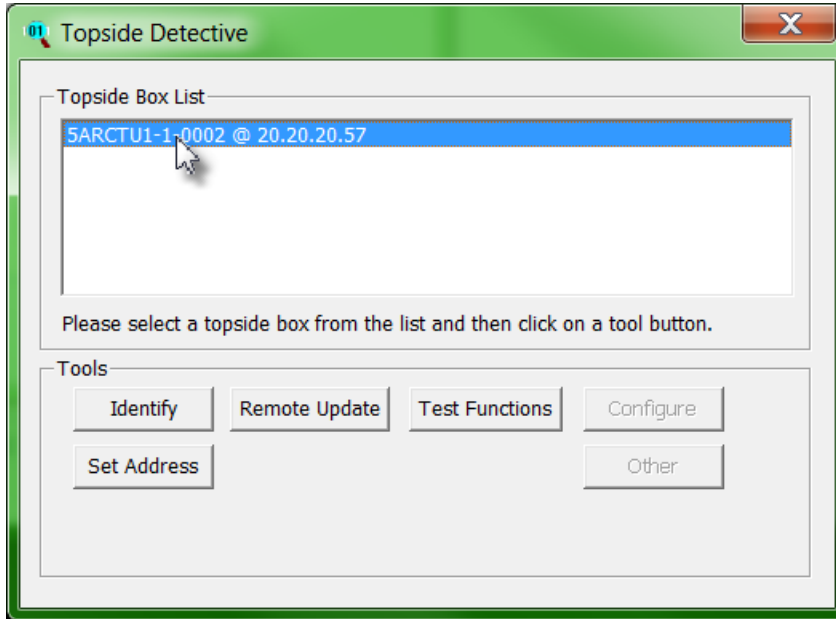 01
Topside Detective
Topside Box List
5ARCTU1-1-0002 @ 20.20.20.57
Please select a topside box from the list and then click on a tool button.
Tools
Identify Remote Update Test Functions Configure
Set Address Other